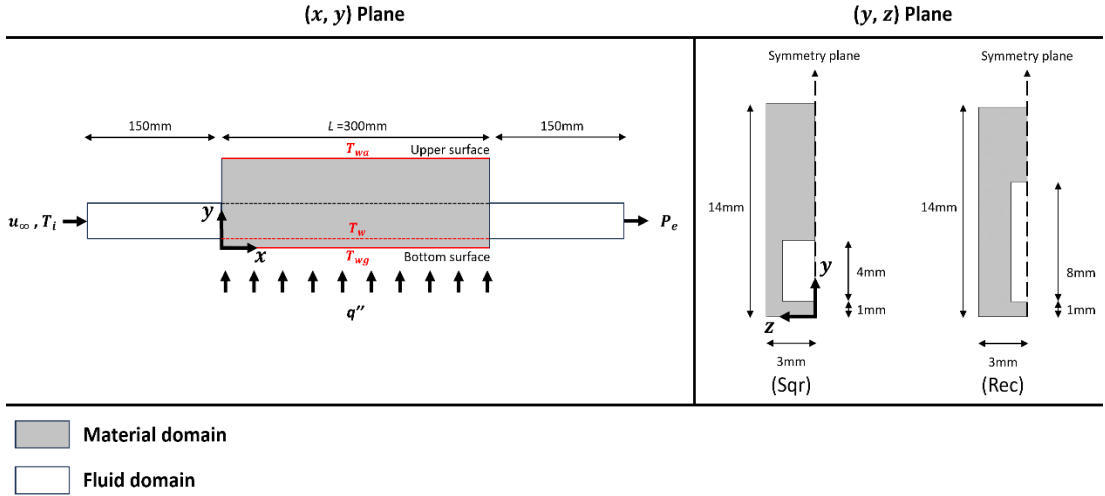 (x, y) Plane
(y, z) Plane
Symmetry plane
Symmetry plane
150mm
L =300mm
150mm
T_wa
Upper surface
u_∞ , T_i
y
T_w
P_e
x
T_wg
Bottom surface
q″
14mm
4mm
y
1mm
z
3mm
(Sqr)
14mm
8mm
1mm
3mm
(Rec)
Material domain
Fluid domain